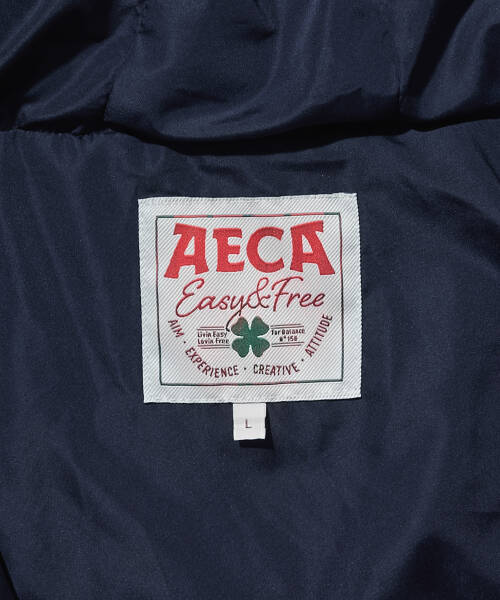 AECA
Easy&Free
Livin Easy
Lovin Free
for Balance
N° 158
AIM · EXPERIENCE · CREATIVE · ATTITUDE
L